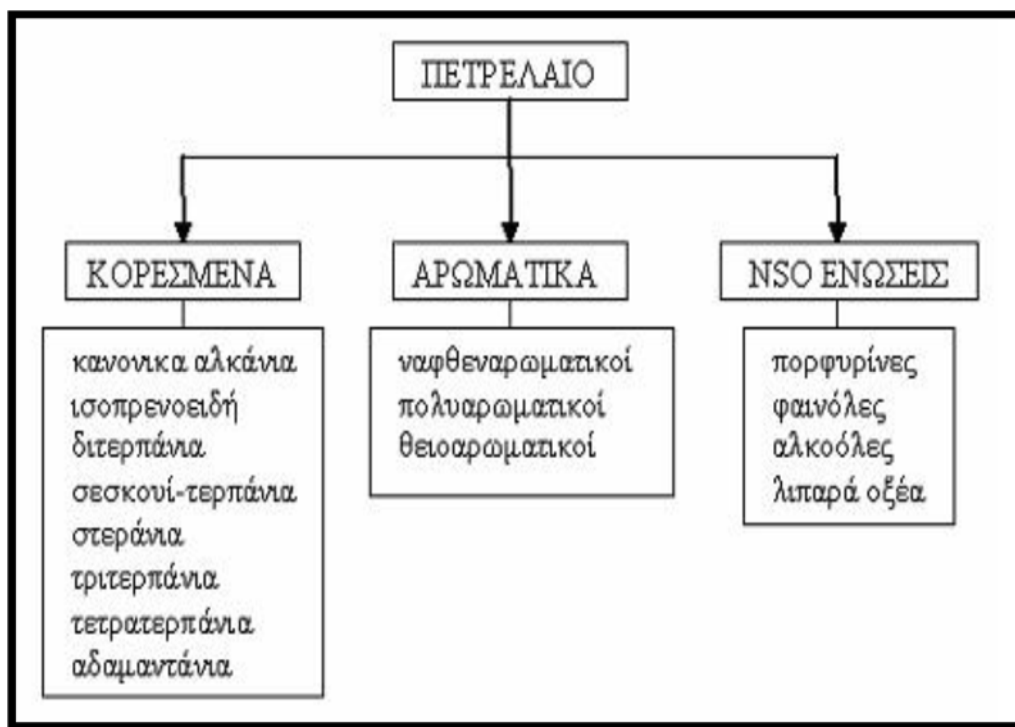 ΠΕΤΡΕΛΑΙΟ
ΚΟΡΕΣΜΕΝΑ
κανονικα αλκάνια
ισοπρενοειδή
διτερπάνια
σεσκουί-τερπάνια
στεράνια
τριτερπάνια
τετρατερπάνια
αδαμαντάνια
ΑΡΩΜΑΤΙΚΑ
ναφθεναρωματικοί
πολυαρωματικοί
θειοαρωματικοί
NSO ΕΝΩΣΕΙΣ
πορφυρίνες
φαινόλες
αλκοόλες
λιπαρά οξέα